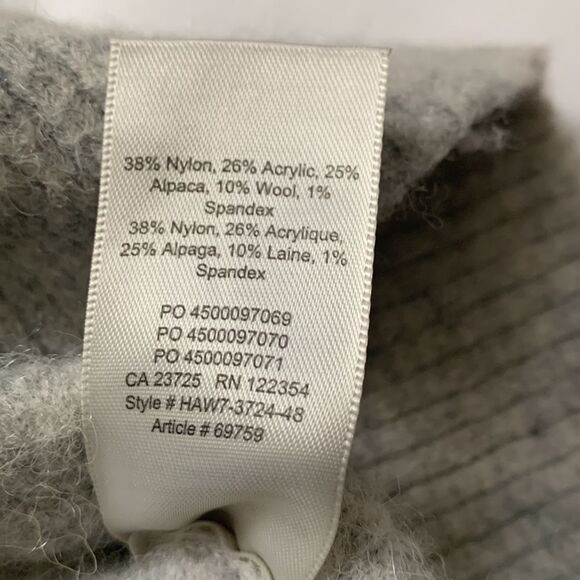 38% Nylon, 26% Acrylic, 25%
Alpaca, 10% Wool, 1%
Spandex
38% Nylon, 26% Acrylique,
25% Alpaga, 10% Laine, 1%
Spandex
PO 4500097069
PO 4500097070
PO 4500097071
CA 23725 RN 122354
Style # HAW7-3724-48
Article # 69759